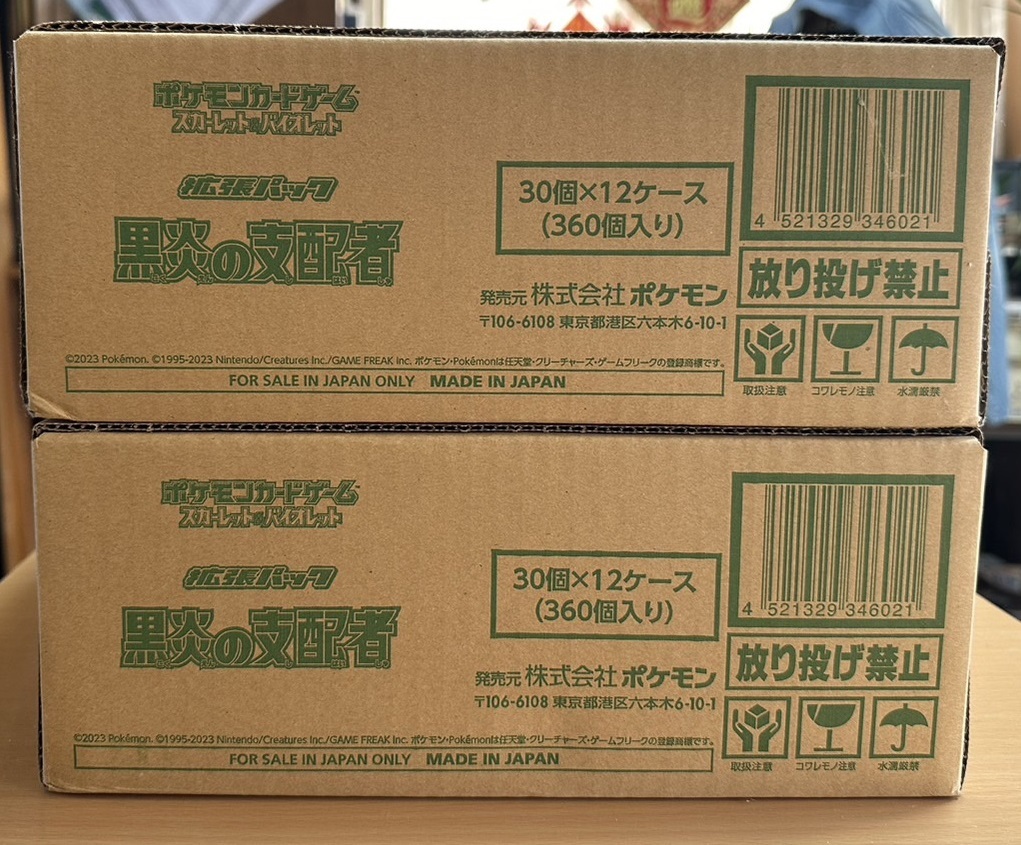 ポケモンカードゲーム
スカーレット&バイオレット
拡張パック
黒炎の支配者
30個×12ケース
(360個入り)
発売元 株式会社 ポケモン
〒106-6108 東京都港区六本木6-10-1
©2023 Pokémon. ©1995-2023 Nintendo/Creatures Inc./GAME FREAK inc. ポケモン・Pokémonは任天堂・クリーチャーズ・ゲームフリークの登録商標です。
FOR SALE IN JAPAN ONLY MADE IN JAPAN
4 521329 346021
放り投げ禁止
取扱注意 コワレモノ注意 水濡厳禁
ポケモンカードゲーム
スカーレット&バイオレット
拡張パック
黒炎の支配者
30個×12ケース
(360個入り)
発売元 株式会社 ポケモン
〒106-6108 東京都港区六本木6-10-1
©2023 Pokémon. ©1995-2023 Nintendo/Creatures Inc./GAME FREAK inc. ポケモン・Pokémonは任天堂・クリーチャーズ・ゲームフリークの登録商標です。
FOR SALE IN JAPAN ONLY MADE IN JAPAN
4 521329 346021
放り投げ禁止
取扱注意 コワレモノ注意 水濡厳禁